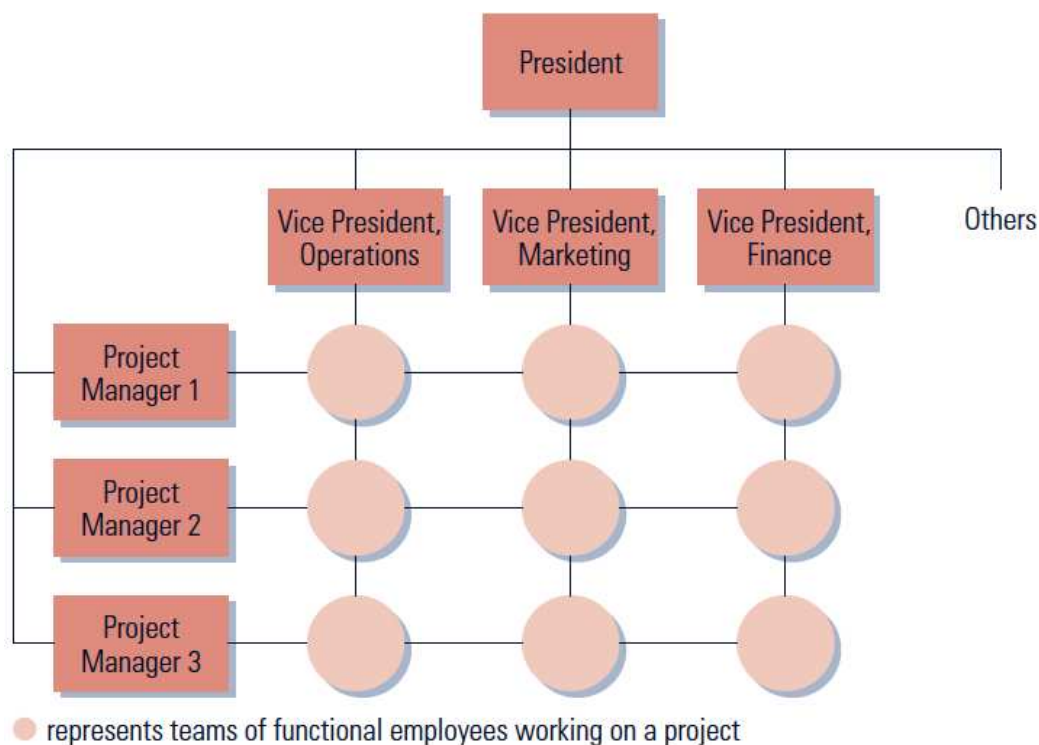 President
Vice President,
Operations
Vice President,
Marketing
Vice President,
Finance
Others
Project
Manager 1
Project
Manager 2
Project
Manager 3
represents teams of functional employees working on a project